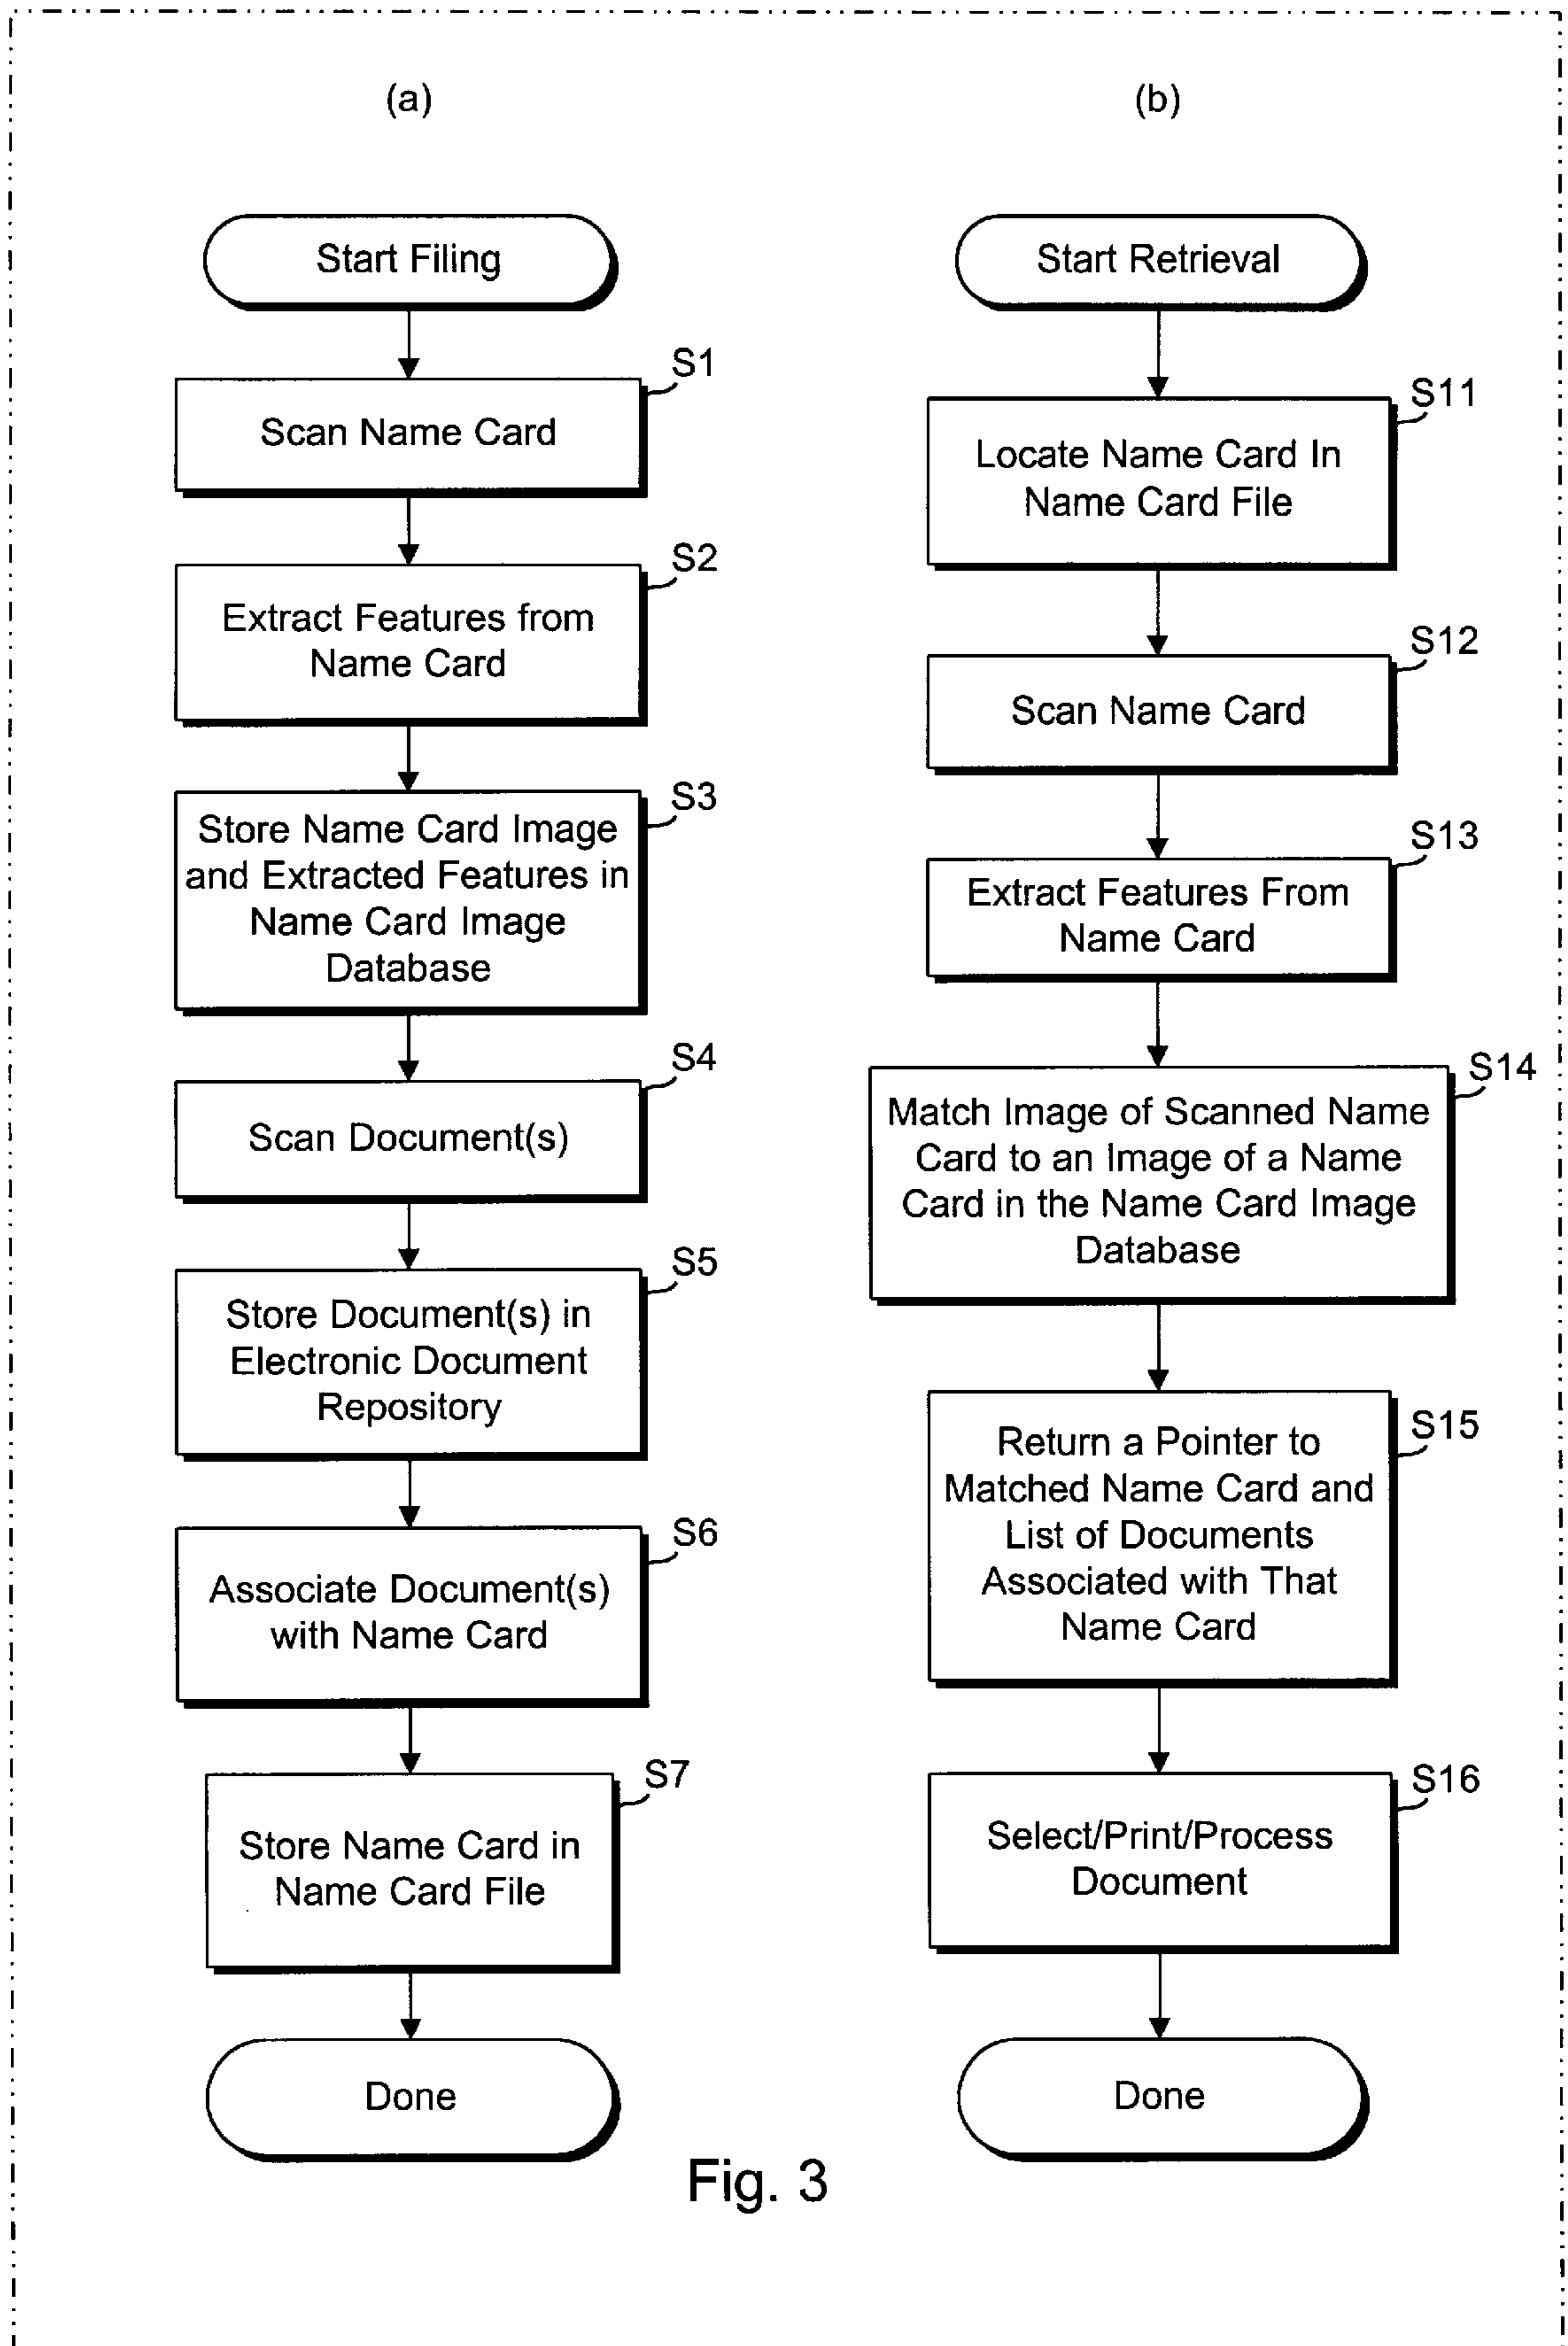 (a)
Start Filing
S1
Scan Name Card
S2
Extract Features from
Name Card
S3
Store Name Card Image
and Extracted Features in
Name Card Image
Database
S4
Scan Document(s)
S5
Store Document(s) in
Electronic Document
Repository
S6
Associate Document(s)
with Name Card
S7
Store Name Card in
Name Card File
Done
(b)
Start Retrieval
S11
Locate Name Card In
Name Card File
S12
Scan Name Card
S13
Extract Features From
Name Card
S14
Match Image of Scanned Name
Card to an Image of a Name
Card in the Name Card Image
Database
S15
Return a Pointer to
Matched Name Card and
List of Documents
Associated with That
Name Card
S16
Select/Print/Process
Document
Done
Fig. 3